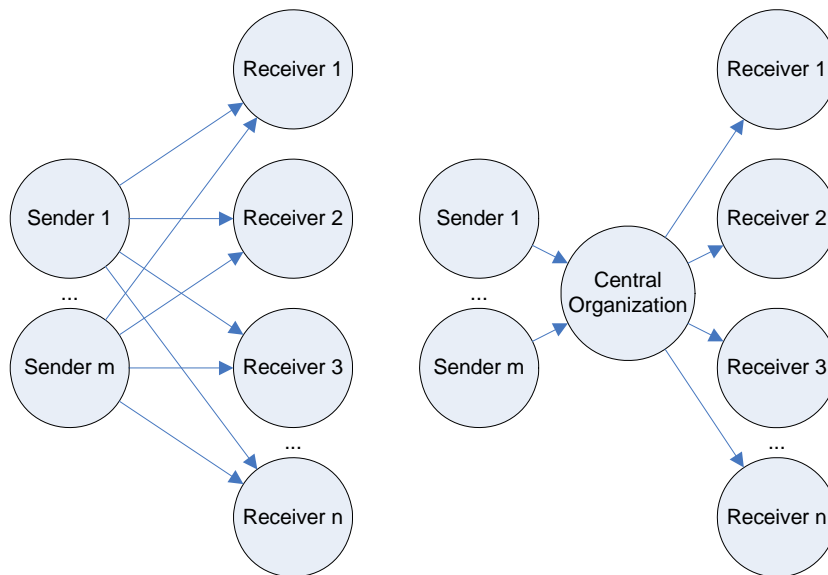 Receiver 1
Sender 1
Receiver 2
...
Sender m
Receiver 3
...
Receiver n
Receiver 1
Sender 1
Receiver 2
...
Central
Organization
Sender m
Receiver 3
...
Receiver n